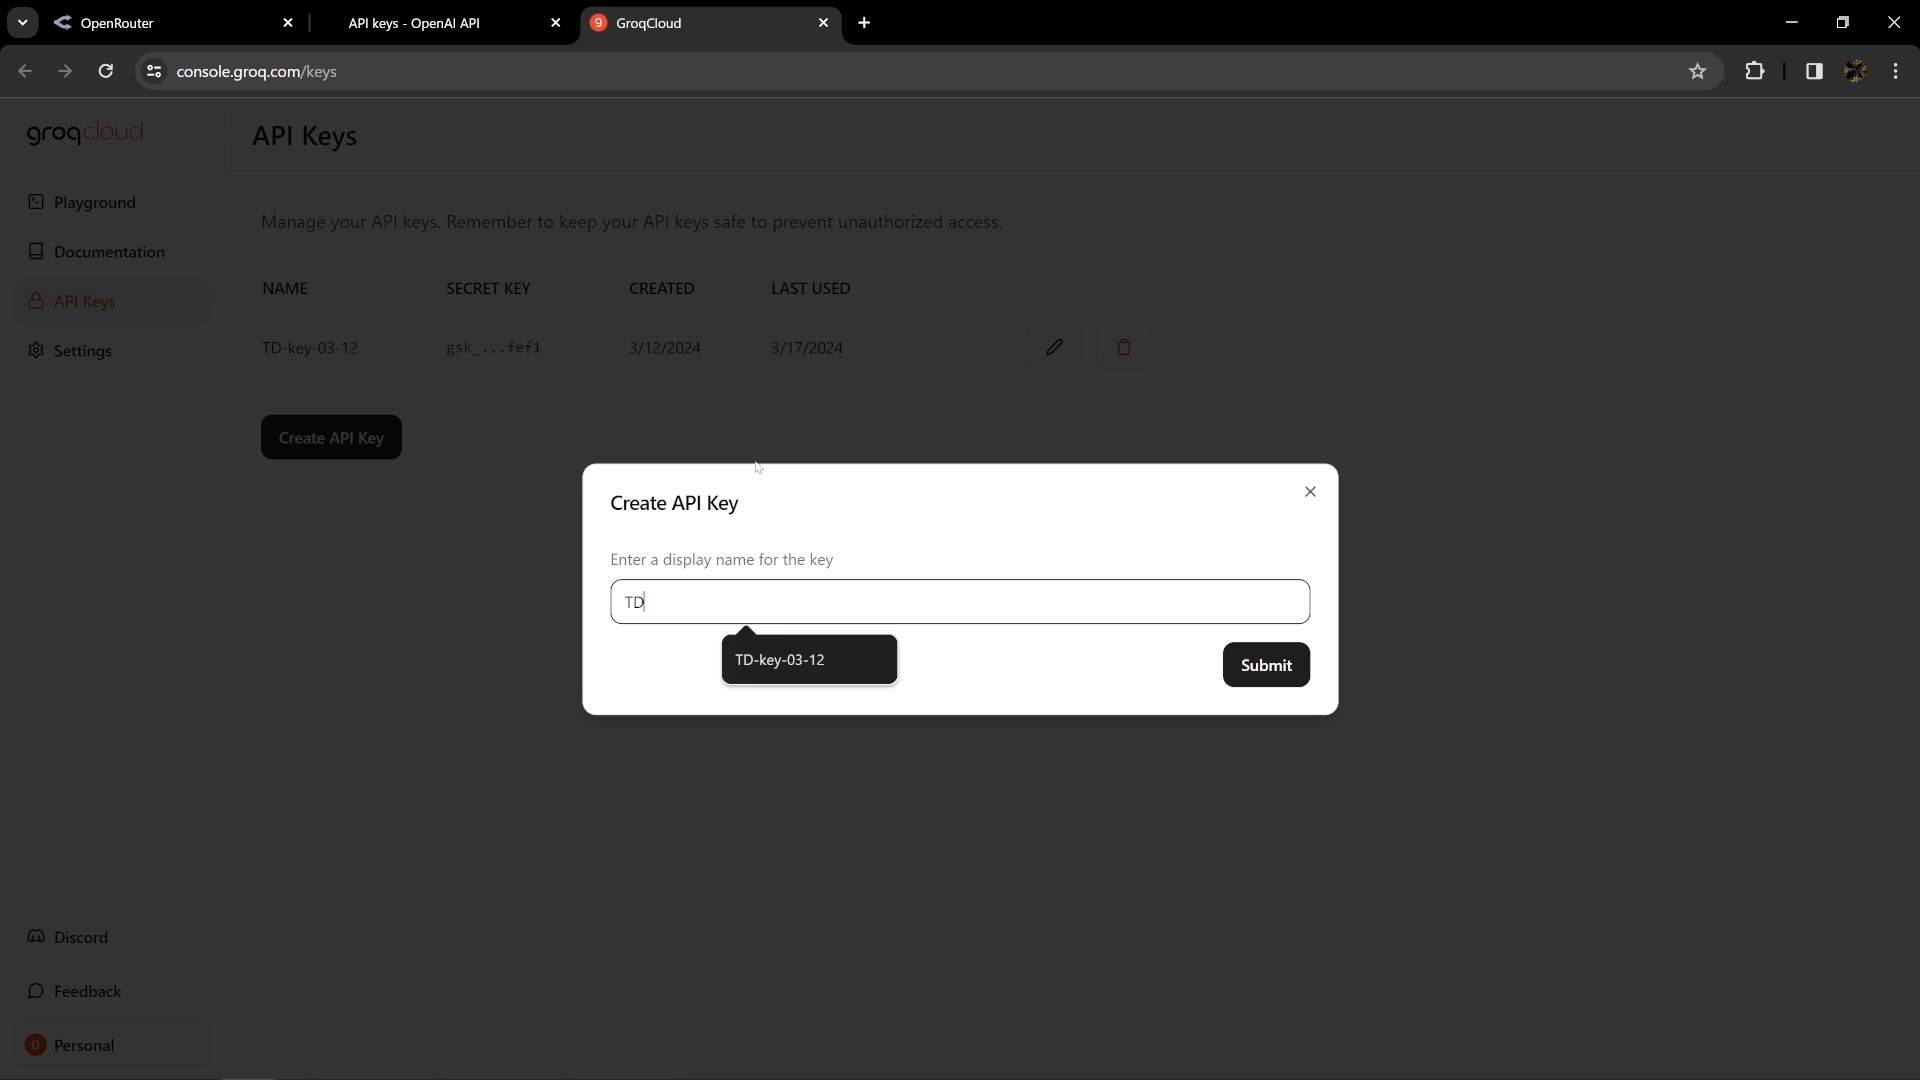 OpenRouter
API keys - OpenAI API
9 GroqCloud
console.groq.com/keys
groqcloud
API Keys
Playground
Documentation
API Keys
Settings
Manage your API keys. Remember to keep your API keys safe to prevent unauthorized access.
NAME SECRET KEY CREATED LAST USED
TD-key-03-12 gsk_...fef1 3/12/2024 3/17/2024
Create API Key
Create API Key
Enter a display name for the key
TD
TD-key-03-12
Submit
Discord
Feedback
D Personal